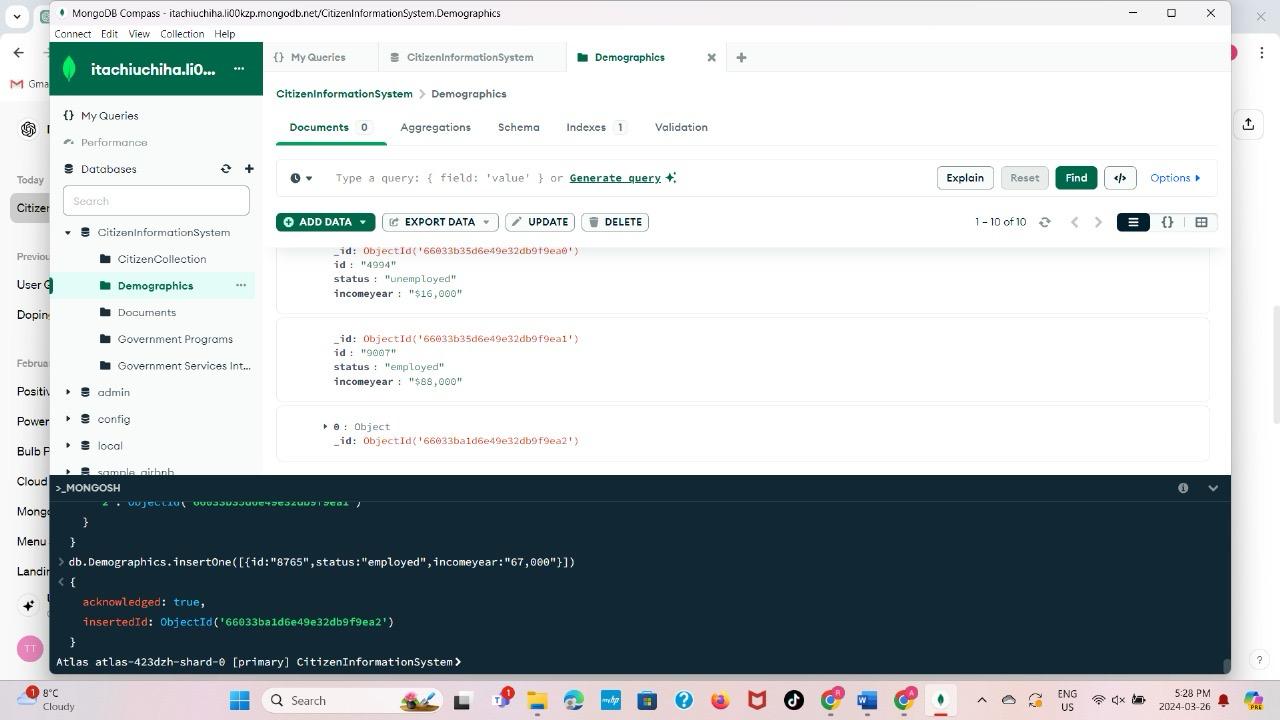 MongoDB Compass - itachiuchiha.li00kzp.mongodb.net/CitizenInformationSystem.Demographics
Connect Edit View Collection Help
itachiuchiha.li0...
My Queries
CitizenInformationSystem
Demographics
Gma
{} My Queries
Performance
Databases
Search
CitizenInformationSystem
CitizenCollection
Demographics
Documents
Government Programs
Government Services Int...
admin
config
local
sample_airbnb
Today
Citizen
Previou
User C
Doping
Februa
Positiv
Power
Bulb P
Cloud
Mongo
Menu
Landin
TT
CitizenInformationSystem > Demographics
Documents 0 Aggregations Schema Indexes 1 Validation
Type a query: { field: 'value' } or Generate query
Explain Reset Find </> Options
ADD DATA EXPORT DATA UPDATE DELETE
1 – 10 of 10
{}
_id: ObjectId('66033b35d6e49e32db9f9ea0')
id : "4994"
status : "unemployed"
incomeyear : "$16,000"
_id: ObjectId('66033b35d6e49e32db9f9ea1')
id : "9007"
status : "employed"
incomeyear : "$88,000"
0 : Object
_id: ObjectId('66033ba1d6e49e32db9f9ea2')
>_MONGOSH
'2': ObjectId('66033b35d6e49e32db9f9ea1')
}
}
> db.Demographics.insertOne([{id:"8765",status:"employed",incomeyear:"67,000"}])
< {
acknowledged: true,
insertedId: ObjectId('66033ba1d6e49e32db9f9ea2')
}
Atlas atlas-423dzh-shard-0 [primary] CitizenInformationSystem>
1
8°C
Cloudy
Search
1
ENG
US
5:28 PM
2024-03-26